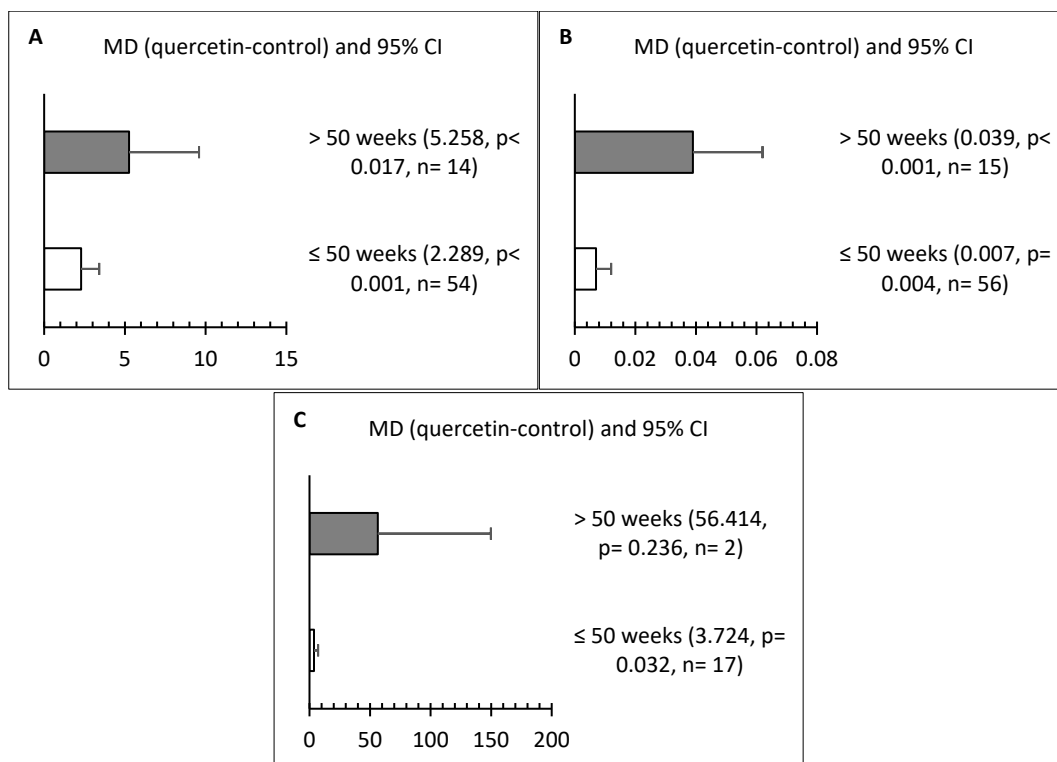 A
MD (quercetin-control) and 95% CI
> 50 weeks (5.258, p<
0.017, n= 14)
≤ 50 weeks (2.289, p<
0.001, n= 54)
0 5 10 15
B
MD (quercetin-control) and 95% CI
> 50 weeks (0.039, p<
0.001, n= 15)
≤ 50 weeks (0.007, p=
0.004, n= 56)
0 0.02 0.04 0.06 0.08
C
MD (quercetin-control) and 95% CI
> 50 weeks (56.414,
p= 0.236, n= 2)
≤ 50 weeks (3.724, p=
0.032, n= 17)
0 50 100 150 200